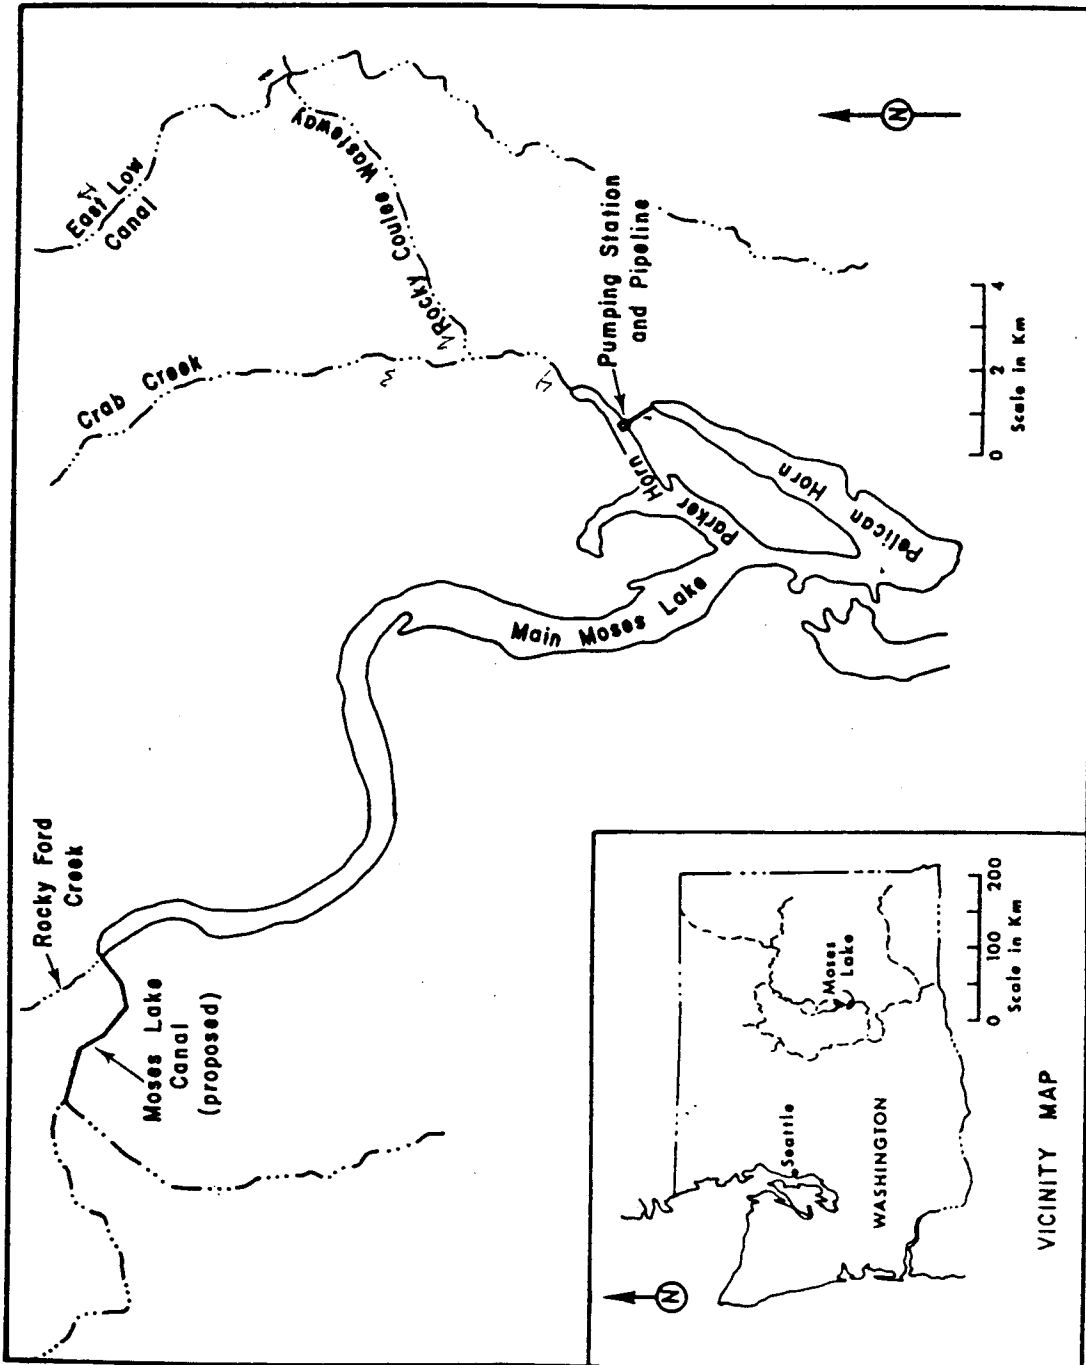 East Low
Canal
Rocky Coulee Wasteway
Crab Creek
N
Pumping Station
and Pipeline
0 2 4
Scale in Km
Parker Horn
Pelican Horn
Main Moses Lake
Rocky Ford
Creek
Moses Lake
Canal
(proposed)
N
Seattle
Moses
Lake
WASHINGTON
0 100 200
Scale in Km
VICINITY MAP